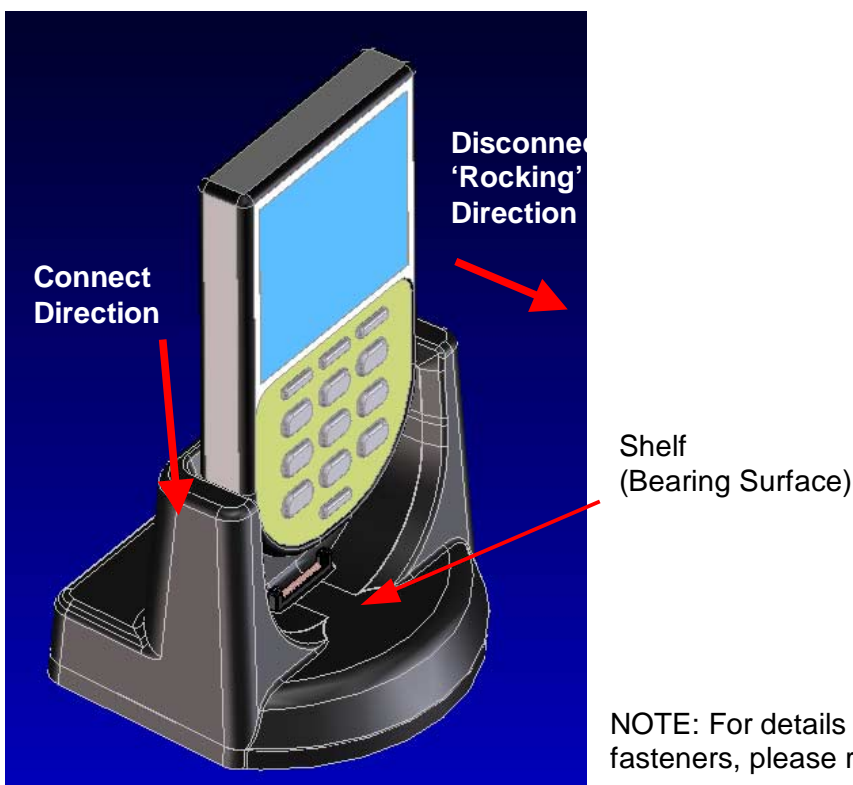 Disconnec
‘Rocking’
Direction
Connect
Direction
Shelf
(Bearing Surface)
NOTE: For details
fasteners, please